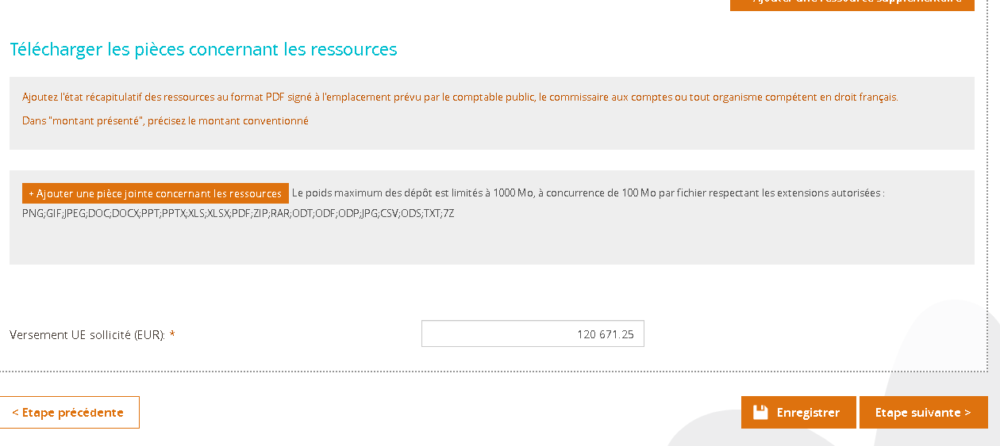 Ajouter une ressource supplémentaire
Télécharger les pièces concernant les ressources
Ajoutez l'état récapitulatif des ressources au format PDF signé à l'emplacement prévu par le comptable public, le commissaire aux comptes ou tout organisme compétent en droit français.
Dans "montant présenté", précisez le montant conventionné
+ Ajouter une pièce jointe concernant les ressources Le poids maximum des dépôt est limités à 1000 Mo, à concurrence de 100 Mo par fichier respectant les extensions autorisées :
PNG;GIF;JPEG;DOC;DOCX;PPT;PPTX;XLS;XLSX;PDF;ZIP;RAR;ODT;ODF;ODP;JPG;CSV;ODS;TXT;7Z
Versement UE sollicité (EUR): * 120 671.25
< Etape précédente Enregistrer Etape suivante >